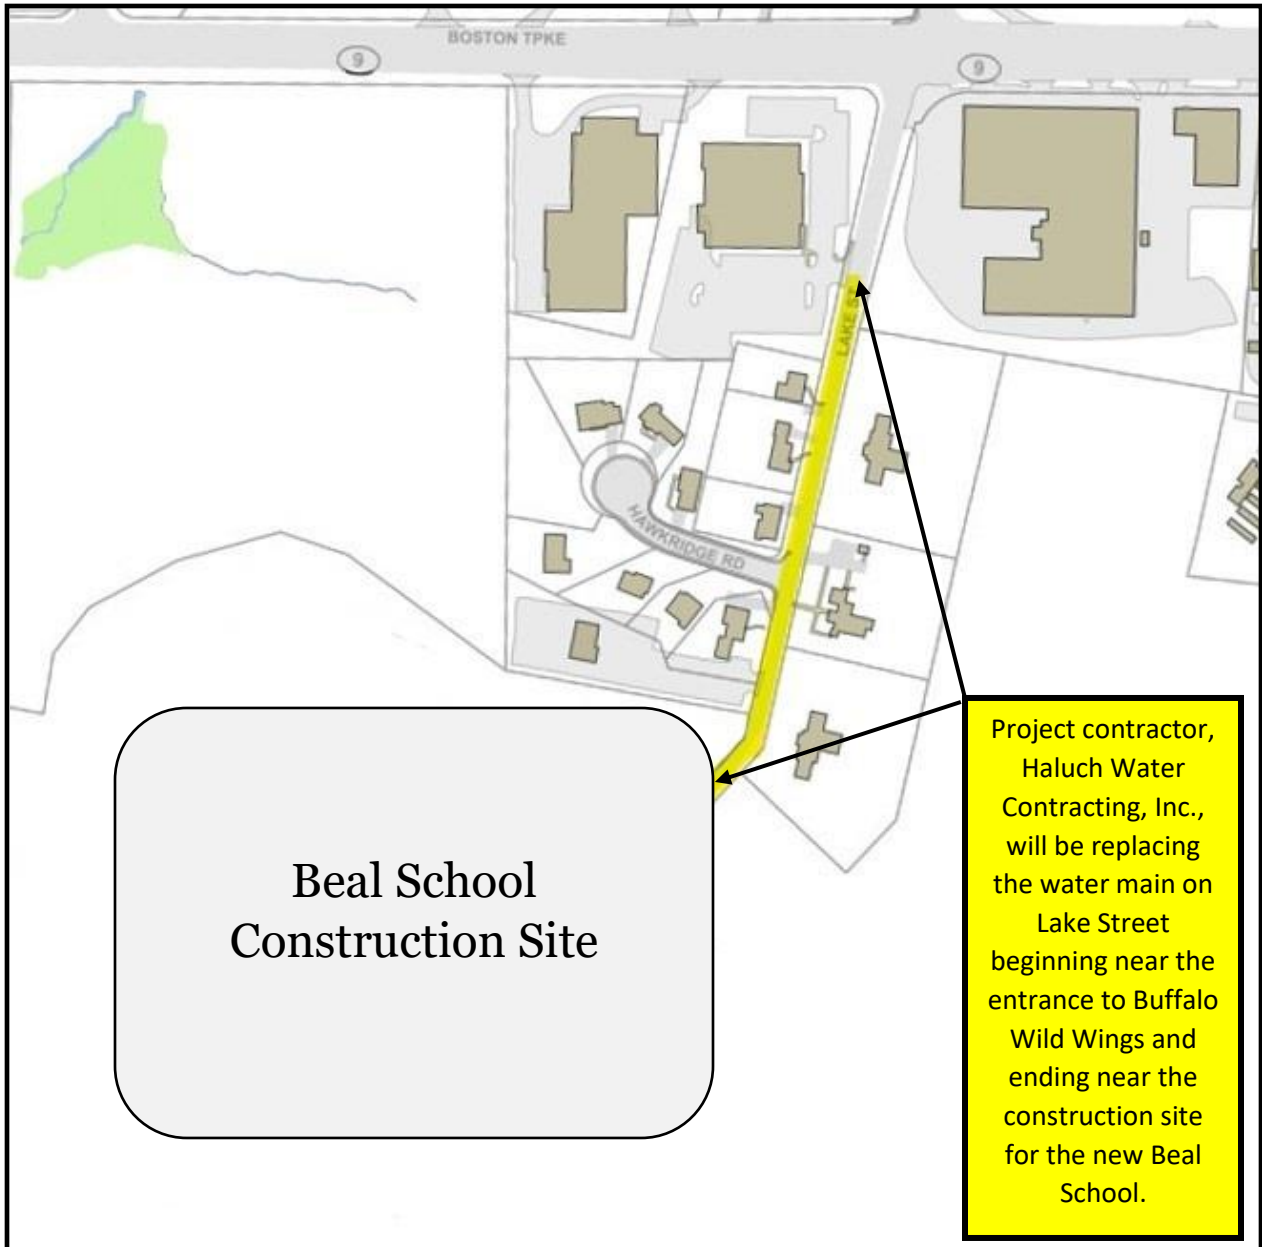 BOSTON TPKE
9
9
LAKE ST
HAWKRIDGE RD
Beal School
Construction Site
Project contractor,
Haluch Water
Contracting, Inc.,
will be replacing
the water main on
Lake Street
beginning near the
entrance to Buffalo
Wild Wings and
ending near the
construction site
for the new Beal
School.